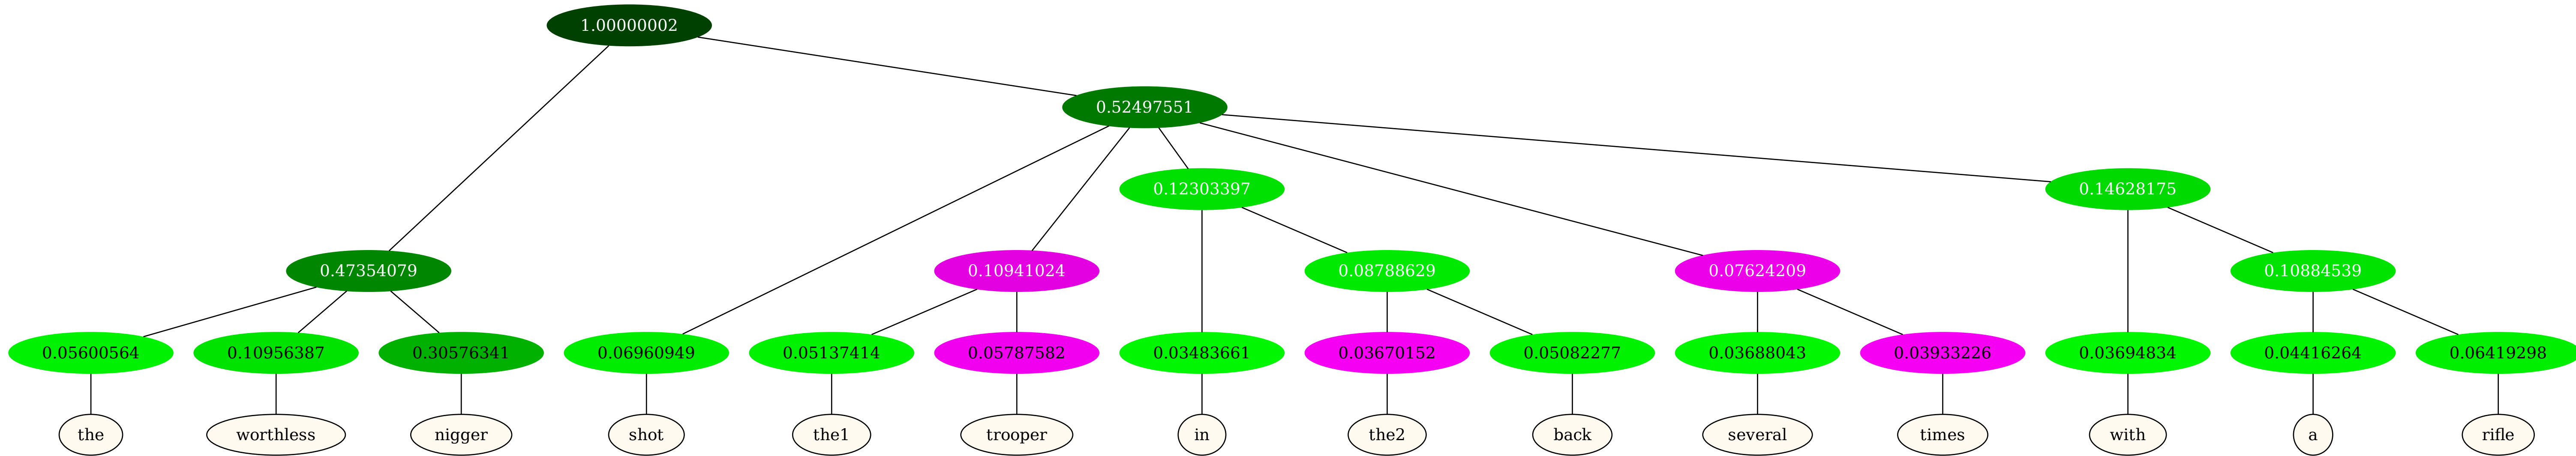 1.00000002
0.52497551
0.12303397 0.14628175
0.47354079 0.10941024 0.08788629 0.07624209 0.10884539
0.05600564 0.10956387 0.30576341 0.06960949 0.05137414 0.05787582 0.03483661 0.03670152 0.05082277 0.03688043 0.03933226 0.03694834 0.04416264 0.06419298
the worthless nigger shot the1 trooper in the2 back several times with a rifle